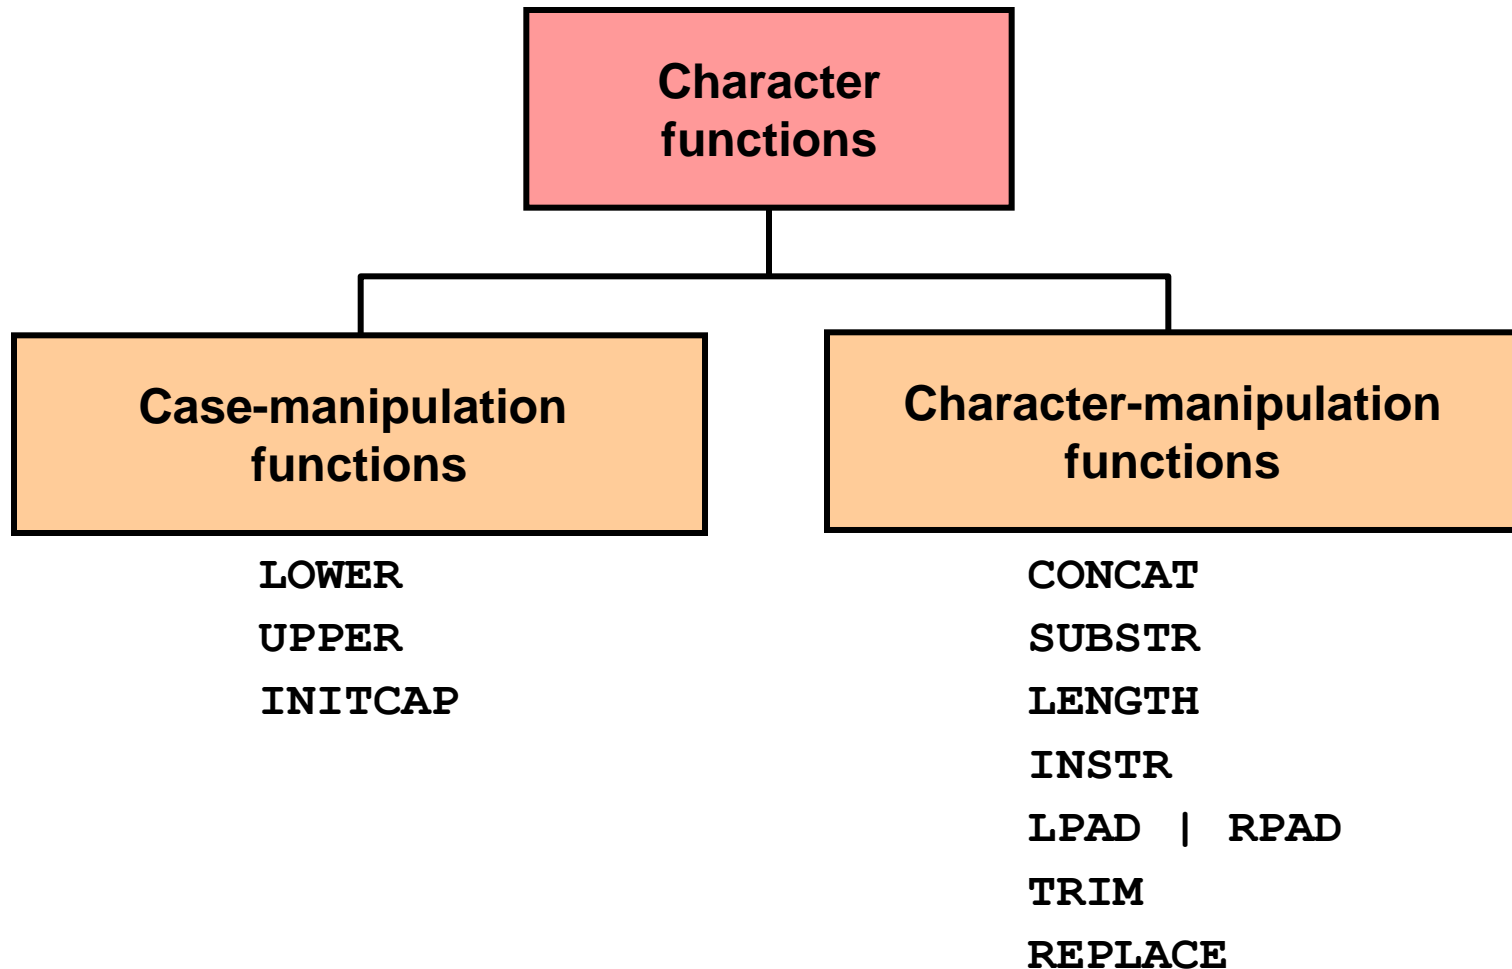 Character
functions
Case-manipulation
functions
Character-manipulation
functions
LOWER
UPPER
INITCAP
CONCAT
SUBSTR
LENGTH
INSTR
LPAD | RPAD
TRIM
REPLACE